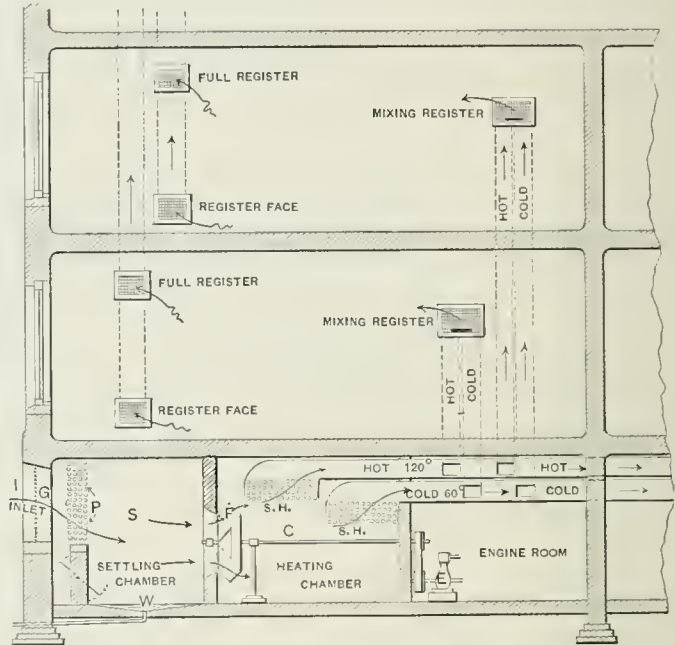 FULL REGISTER
MIXING REGISTER
HOT
COLD
REGISTER FACE
FULL REGISTER
MIXING REGISTER
HOT
COLD
REGISTER FACE
HOT 120° HOT
I
G
INLET
P
S
F
S.H.
COLD 60° COLD
S.H.
C
SETTLING CHAMBER
HEATING CHAMBER
E
ENGINE ROOM
W